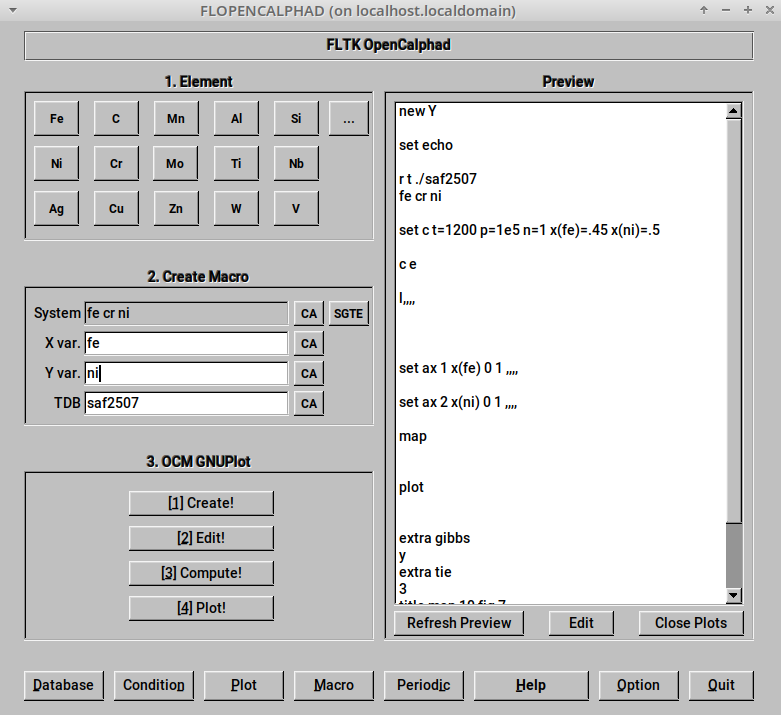 FLOPENCALPHAD (on localhost.localdomain)
FLTK OpenCalphad
1. Element
Fe C Mn Al Si ...
Ni Cr Mo Ti Nb
Ag Cu Zn W V
2. Create Macro
System fe cr ni CA SGTE
X var. fe CA
Y var. ni CA
TDB saf2507 CA
3. OCM GNUPlot
[1] Create!
[2] Edit!
[3] Compute!
[4] Plot!
Preview
new Y
set echo
r t ./saf2507
fe cr ni
set c t=1200 p=1e5 n=1 x(fe)=.45 x(ni)=.5
c e
l,,,,
set ax 1 x(fe) 0 1 ,,,,
set ax 2 x(ni) 0 1 ,,,,
map
plot
extra gibbs
y
extra tie
3
title map 10 fig 7
Refresh Preview Edit Close Plots
Database Condition Plot Macro Periodic Help Option Quit